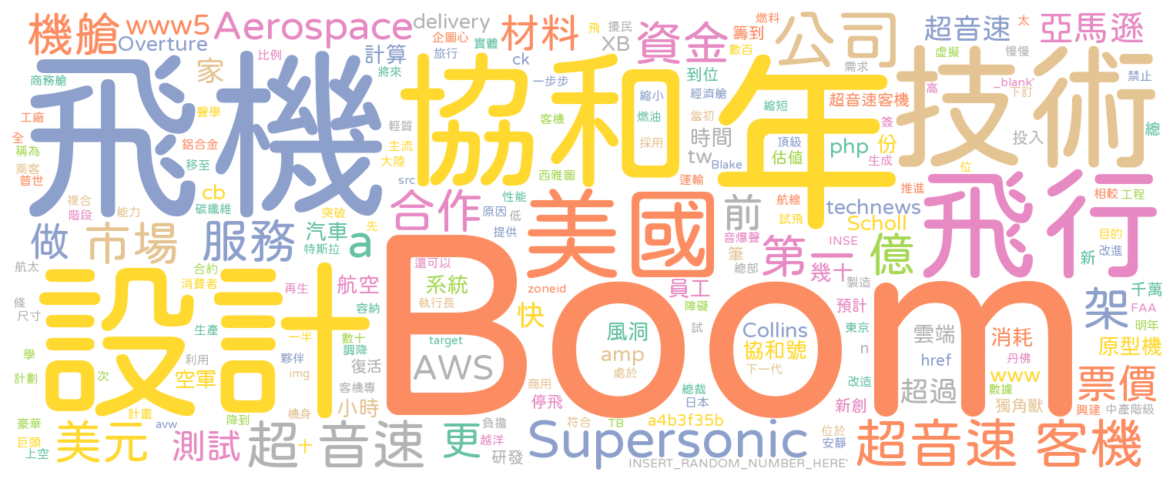 機艙
www5
Aerospace
delivery
材料
資金
公司
超音速
亞馬遜
Overture
比例
計算
企圖心
實體
飛
擾民
燃料
籌到
太
商務艙
家
將來
旅行
ck
XB
到位
數百
需求
虛擬
慢慢
飛機
協和
年
技術
工廠
聲學
一步步
縮小
經濟艙
縮短
超音速客機
高
_blank'
下訂
禁止
全
稱為
鋁合金
輕質
客機
燃油
當初
時間
頂級
簽
投入
總
乘客
普世
移至
主流
大陸
採用
tw
Blake
估值
php
份
生成
cb
src
西雅圖
運輸
位
複合
階段
碳纖維
能力
突破
先
合作
性能
原因
低
提供
美國
前
航線
試飛
推進
相較
工程
technews
Scholl
飛行
目的
改進
新
做
市場
服務
汽車
特斯拉
a
音爆聲
筆
總部
INSE
第一
幾十
億
航太
合約
消費者
再生
航空
還可以
系統
執行長
zoneid
員工
障礙
製造
預計
千萬
架
FAA
明年
條
尺寸
設計
容納
Boom
快
風洞
試
Collins
東京
雲端
消耗
原型機
生產
數十
調降
target
amp
處於
協和號
下一代
n
href
丹佛
www
學
計劃
次
利用
空軍
一半
夥伴
img
復活
AWS
商用
總裁
日本
改造
超過
數據
獨角獸
票價
興建
中產階級
豪華
計畫
降到
機身
客機專
小時
停飛
符合
TB
a4b3f35b
新創
巨頭
上空
美元
avw
測試
超音速
十
負擔
更
越洋
研發
Supersonic
INSERT_RANDOM_NUMBER_HERE'
位於
安靜
超音速 客機